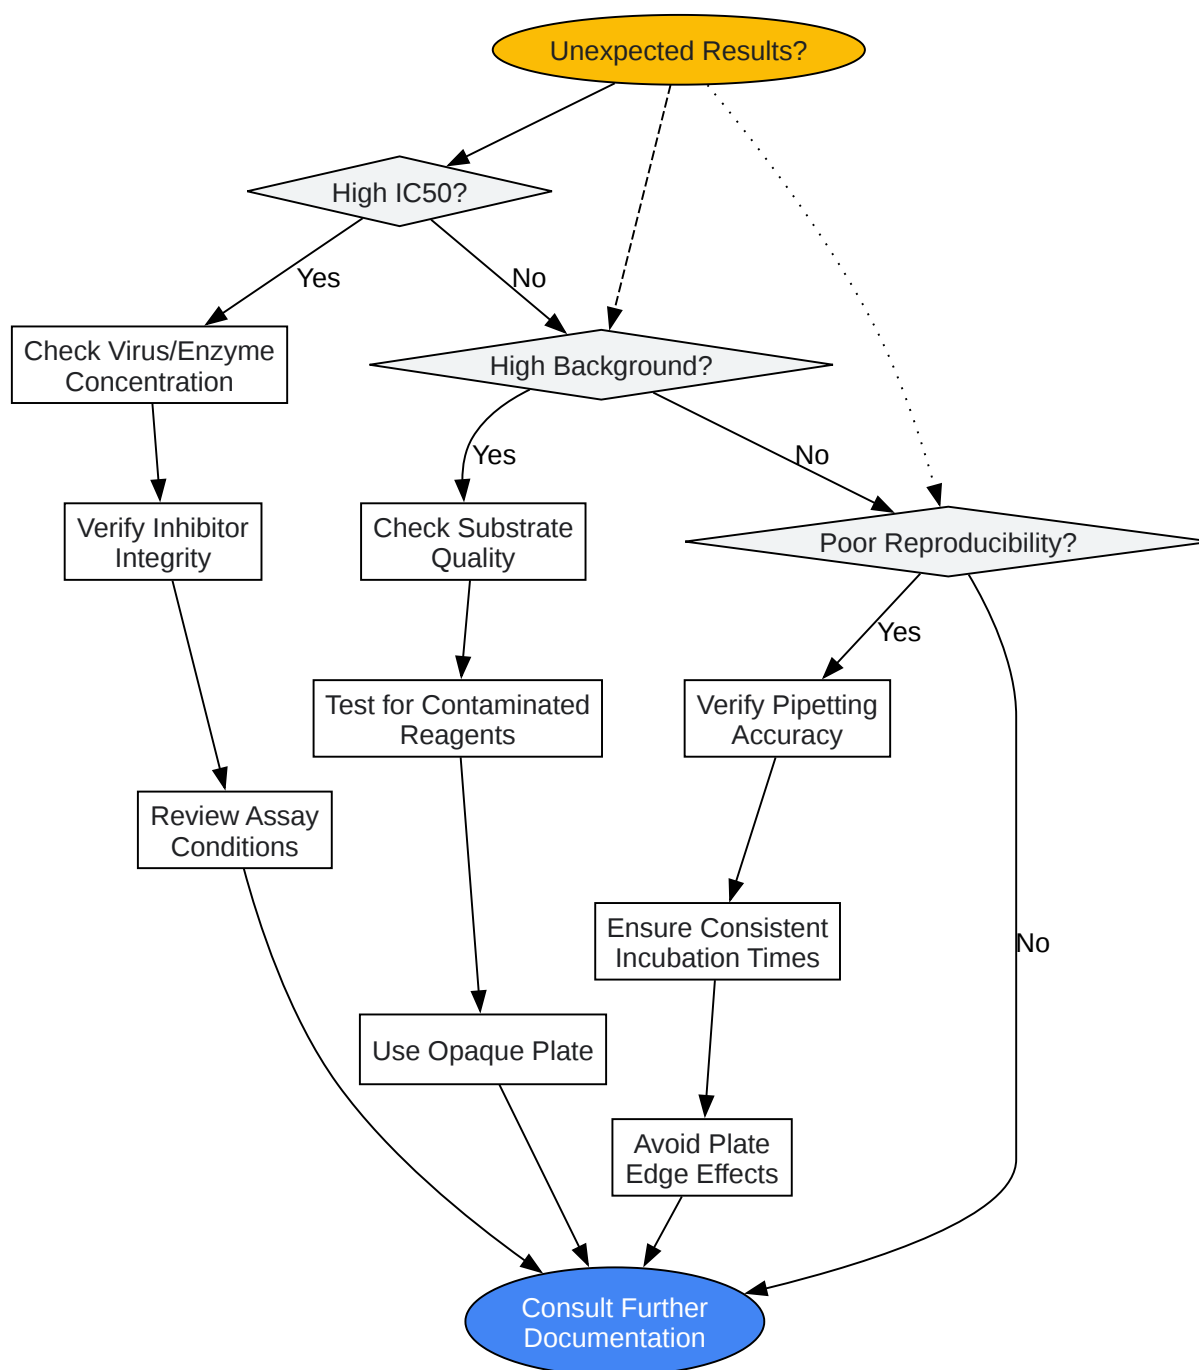 Unexpected Results?
High IC50?
Yes
No
Check Virus/Enzyme
Concentration
High Background?
Yes
No
Verify Inhibitor
Integrity
Check Substrate
Quality
Poor Reproducibility?
Yes
Test for Contaminated
Reagents
Verify Pipetting
Accuracy
Review Assay
Conditions
Ensure Consistent
Incubation Times
No
Use Opaque Plate
Avoid Plate
Edge Effects
Consult Further
Documentation